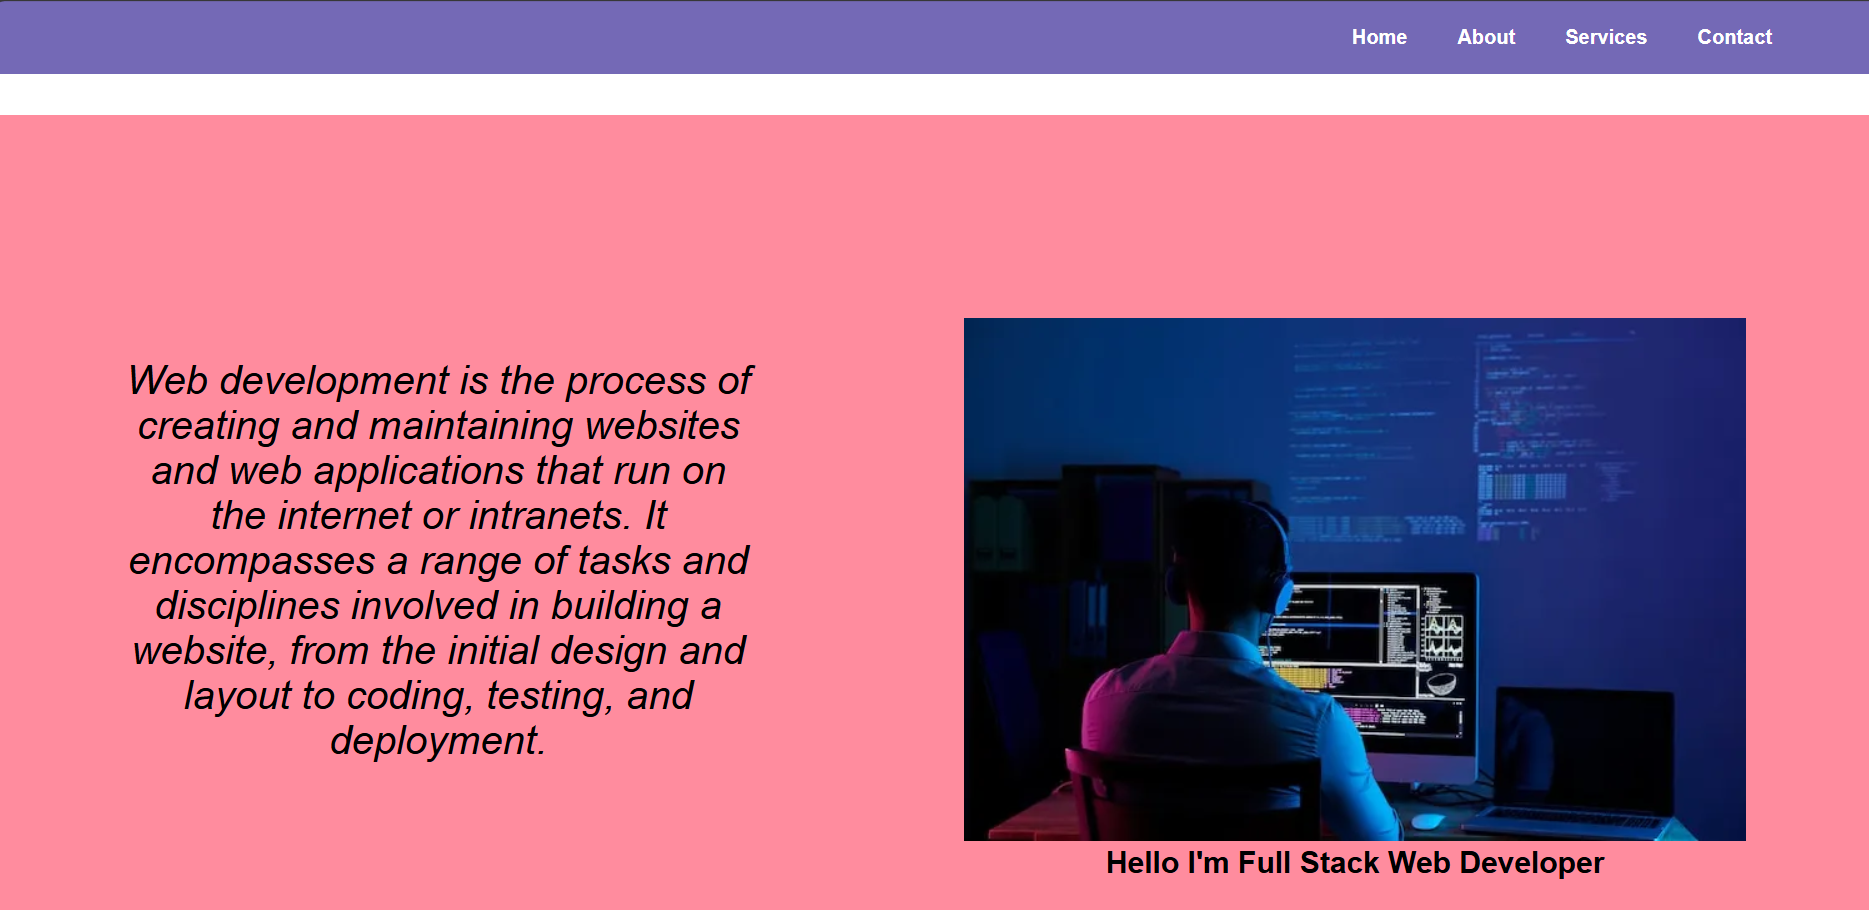 Home About Services Contact
Web development is the process of
creating and maintaining websites
and web applications that run on
the internet or intranets. It
encompasses a range of tasks and
disciplines involved in building a
website, from the initial design and
layout to coding, testing, and
deployment.
Hello I'm Full Stack Web Developer